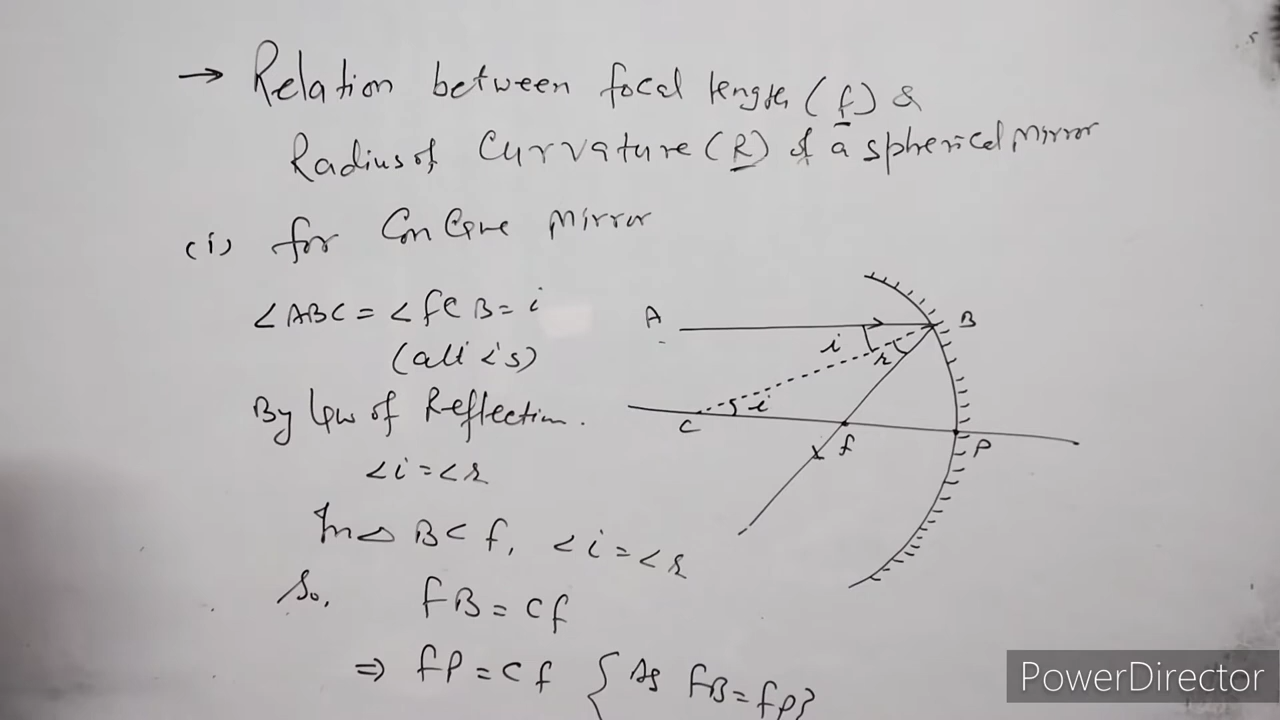 → Relation between focal length (f) &
Radius of Curvature (R) of a spherical mirror
(i) for Concave mirror
∠ABC = ∠fCB = i
(alt ∠s)
By law of Reflection.
∠i = ∠r
In △ BCf, ∠i = ∠r
So, fB = Cf
⇒ fP = Cf { As fB = fP}
A
B
i
r
i
C
f
P
PowerDirector